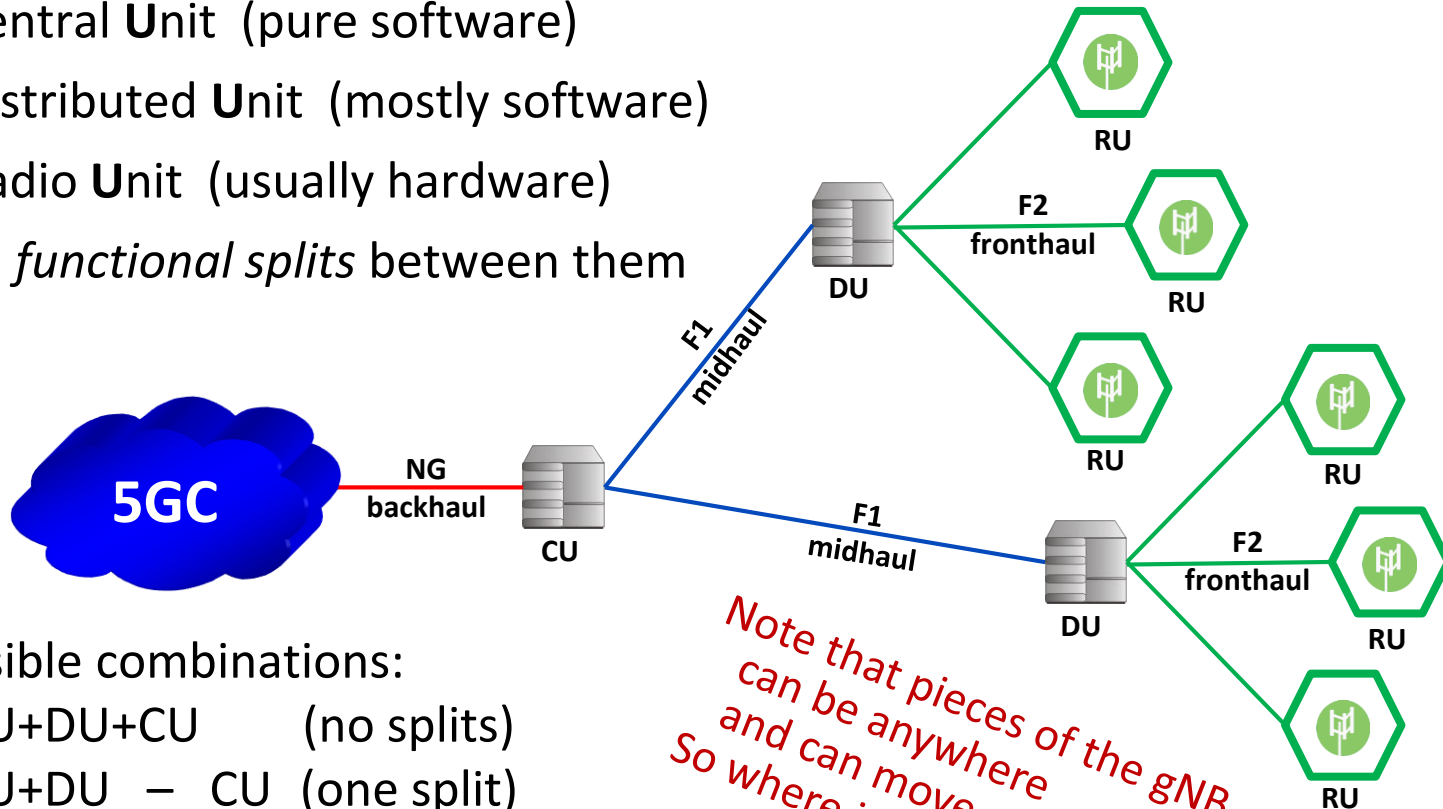 entral Unit (pure software)
istributed Unit (mostly software)
adio Unit (usually hardware)
functional splits between them
RU
F2
fronthaul
RU
DU
F1
midhaul
RU
5GC
NG
backhaul
CU
F1
midhaul
RU
F2
fronthaul
RU
DU
RU
sible combinations:
U+DU+CU (no splits)
U+DU – CU (one split)
Note that pieces of the gNB
can be anywhere
and can move
So where i